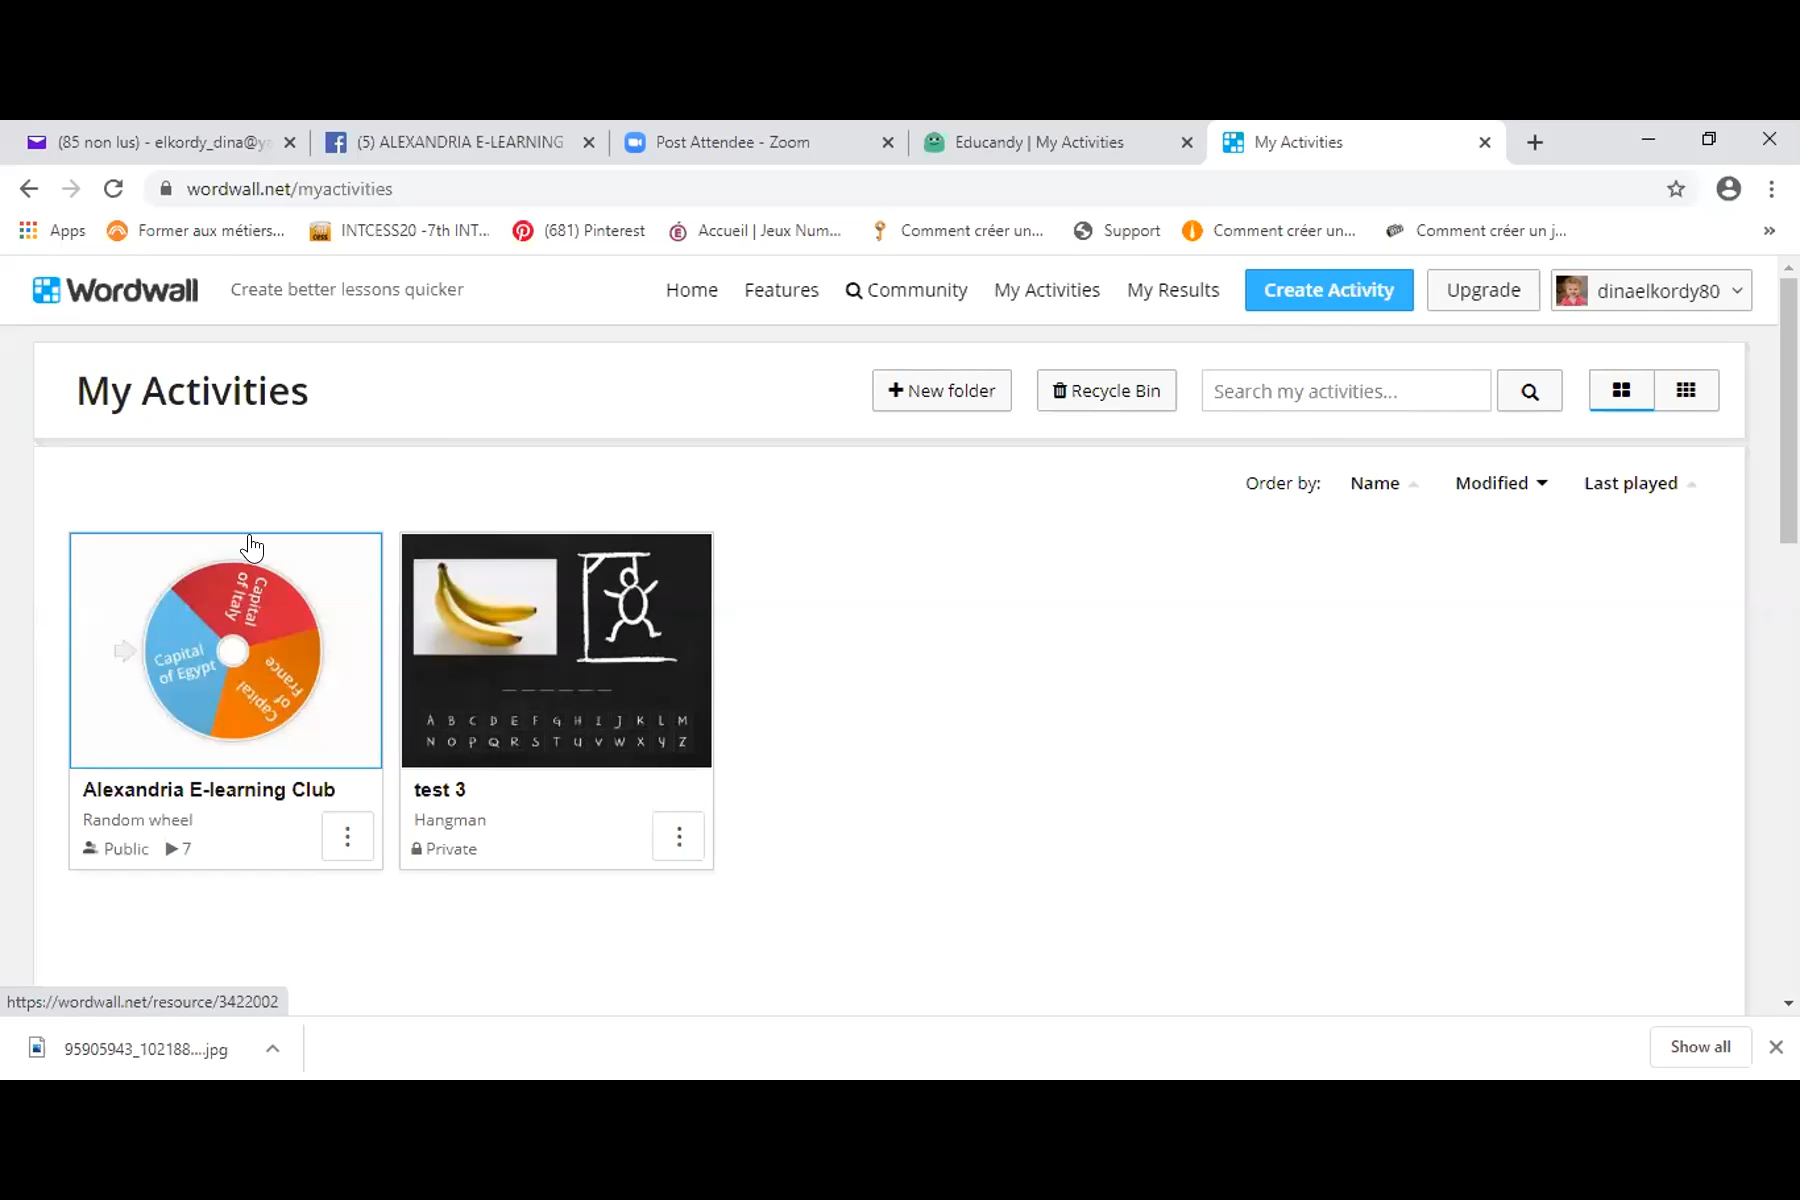 (85 non lus) - elkordy_dina@y
(5) ALEXANDRIA E-LEARNING
Post Attendee - Zoom
Educandy | My Activities
My Activities
wordwall.net/myactivities
Apps
Former aux métiers...
INTCESS20 -7th INT...
(681) Pinterest
Accueil | Jeux Num...
Comment créer un...
Support
Comment créer un...
Comment créer un j...
Wordwall
Create better lessons quicker
Home
Features
Community
My Activities
My Results
Create Activity
Upgrade
dinaelkordy80
My Activities
New folder
Recycle Bin
Search my activities...
Order by:
Name
Modified
Last played
Capital
of Italy
Capital
of Egypt
Capital
of
France
A B C D E F G H I J K L M
N O P Q R S T U V W X Y Z
Alexandria E-learning Club
Random wheel
Public
7
test 3
Hangman
Private
https://wordwall.net/resource/3422002
95905943_102188....jpg
Show all